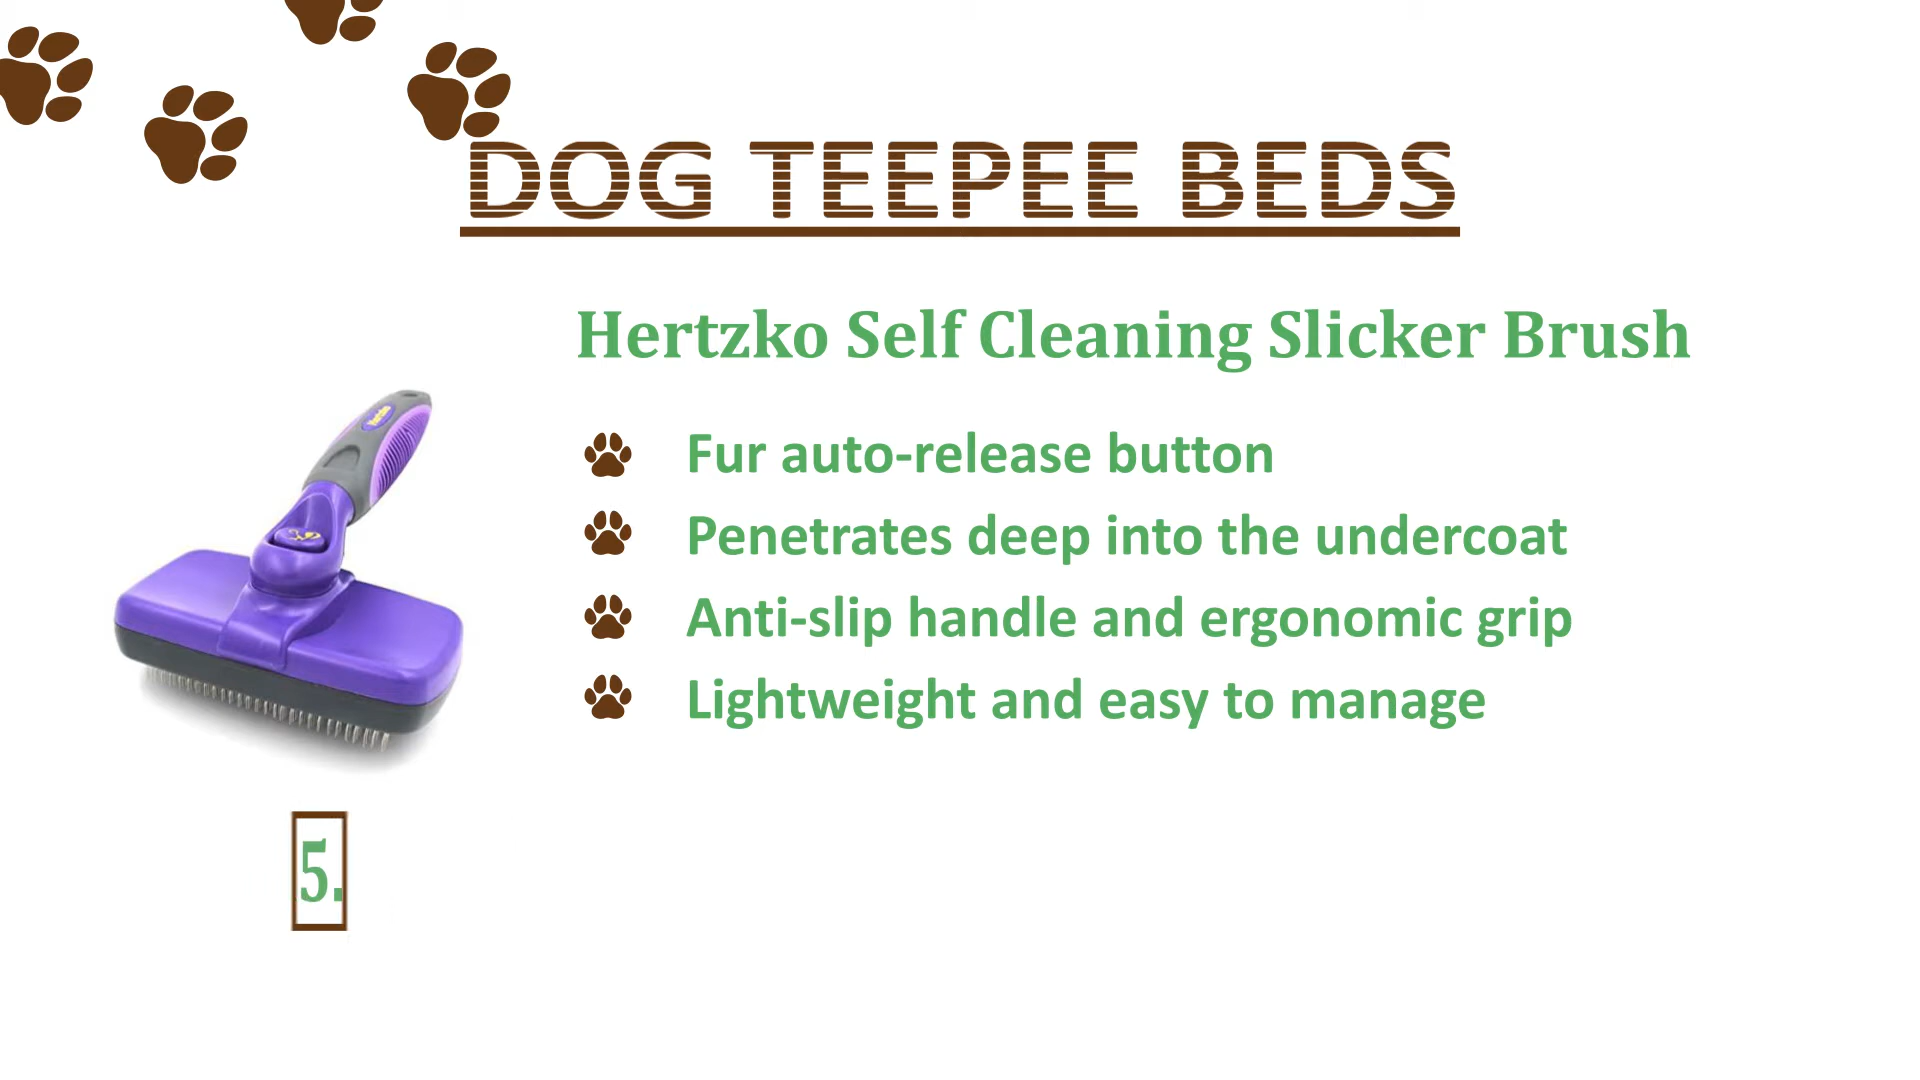 DOG TEEPEE BEDS
Hertzko Self Cleaning Slicker Brush
Fur auto-release button
Penetrates deep into the undercoat
Anti-slip handle and ergonomic grip
Lightweight and easy to manage
5.